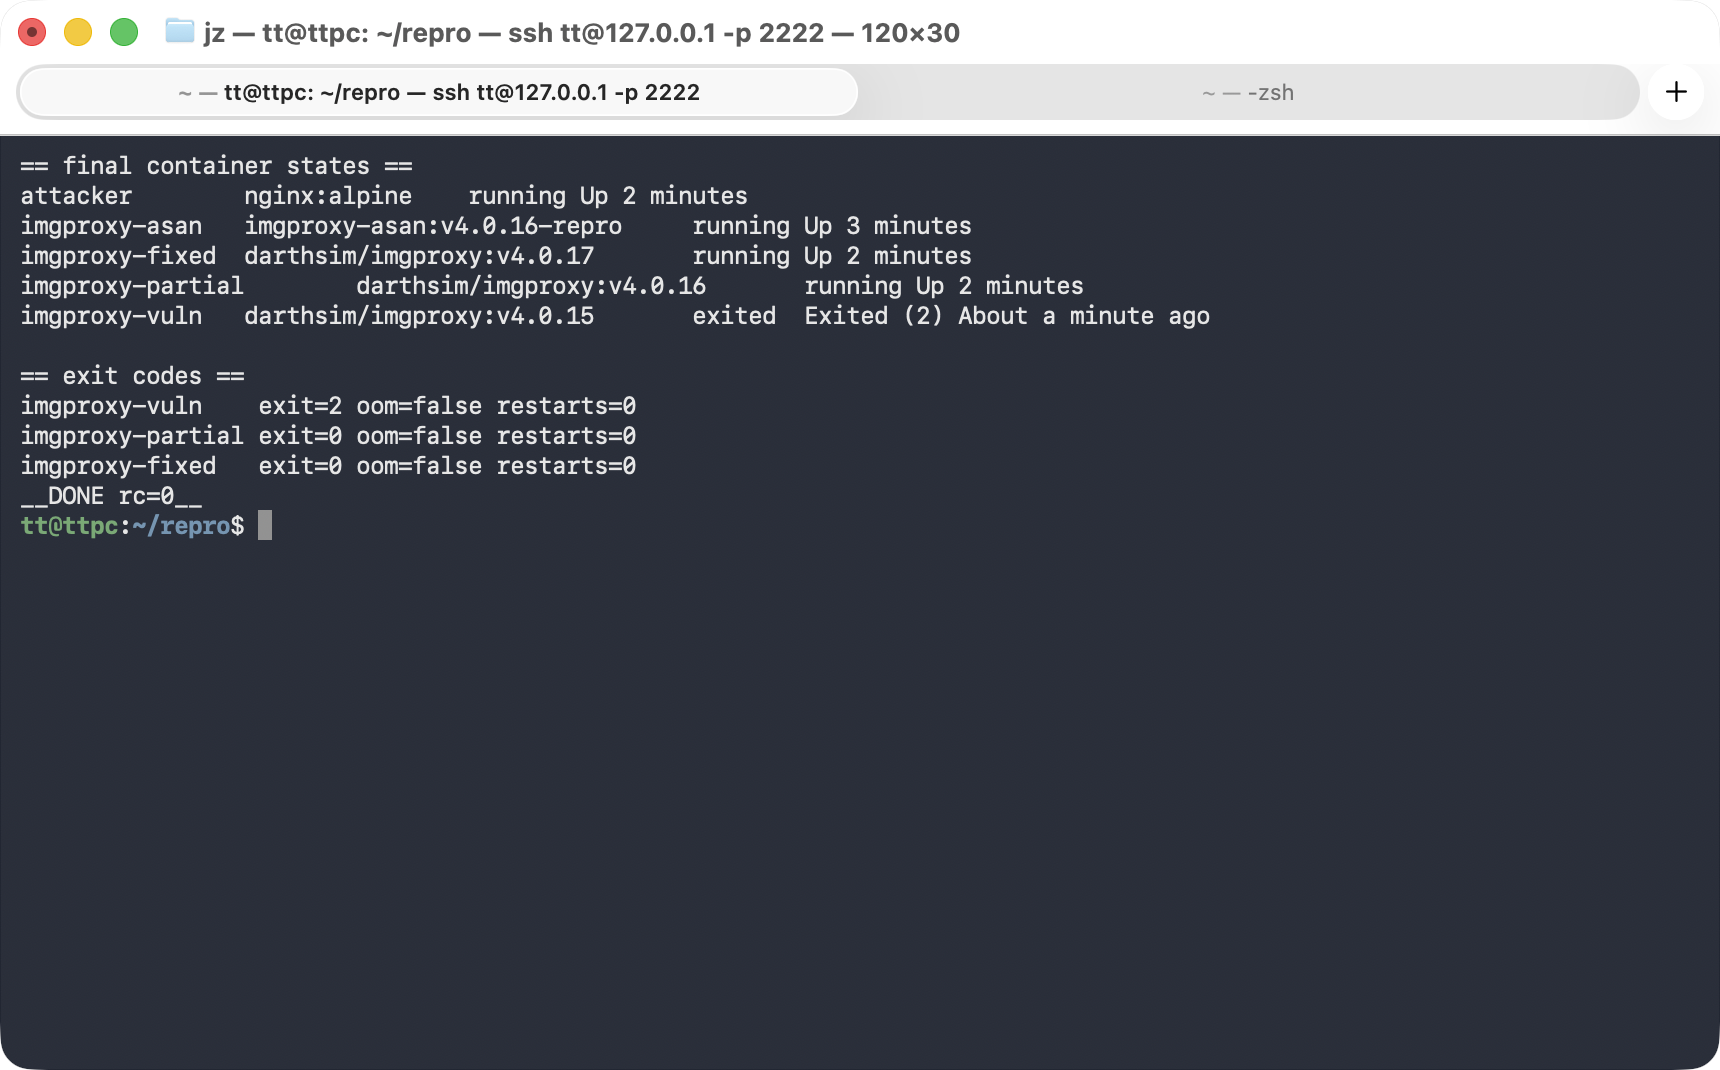 jz — tt@ttpc: ~/repro — ssh tt@127.0.0.1 -p 2222 — 120×30
~ — tt@ttpc: ~/repro — ssh tt@127.0.0.1 -p 2222
~ — -zsh
+
== final container states ==
attacker        nginx:alpine    running Up 2 minutes
imgproxy-asan   imgproxy-asan:v4.0.16-repro     running Up 3 minutes
imgproxy-fixed  darthsim/imgproxy:v4.0.17       running Up 2 minutes
imgproxy-partial        darthsim/imgproxy:v4.0.16       running Up 2 minutes
imgproxy-vuln   darthsim/imgproxy:v4.0.15       exited  Exited (2) About a minute ago
== exit codes ==
imgproxy-vuln    exit=2 oom=false restarts=0
imgproxy-partial exit=0 oom=false restarts=0
imgproxy-fixed   exit=0 oom=false restarts=0
__DONE rc=0__
tt@ttpc:~/repro$